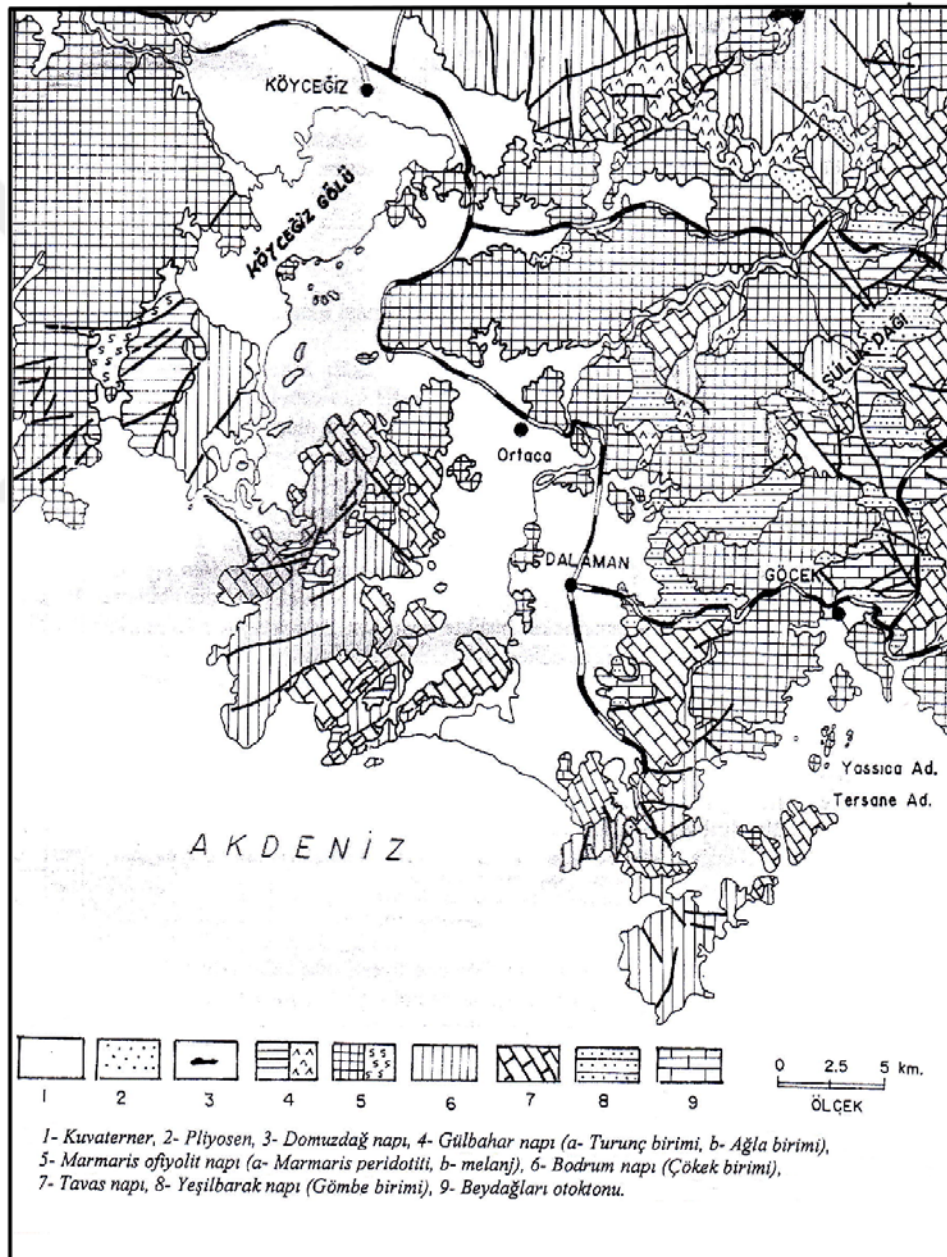 KÖYCEĞİZ
KÖYCEĞİZ GÖLÜ
SÜLÜK DAĞI
Ortaca
DALAMAN
GÖCEK
Yassıca Ad.
Tersane Ad.
AKDENİZ
1 2 3 4 5 6 7 8 9
0 2.5 5 km.
ÖLÇEK
1- Kuvaterner, 2- Pliyosen, 3- Domuzdağ napı, 4- Gülbahar napı (a- Turunç birimi, b- Ağla birimi),
5- Marmaris ofiyolit napı (a- Marmaris peridotiti, b- melanj), 6- Bodrum napı (Çökek birimi),
7- Tavas napı, 8- Yeşilbarak napı (Gömbe birimi), 9- Beydağları otoktonu.